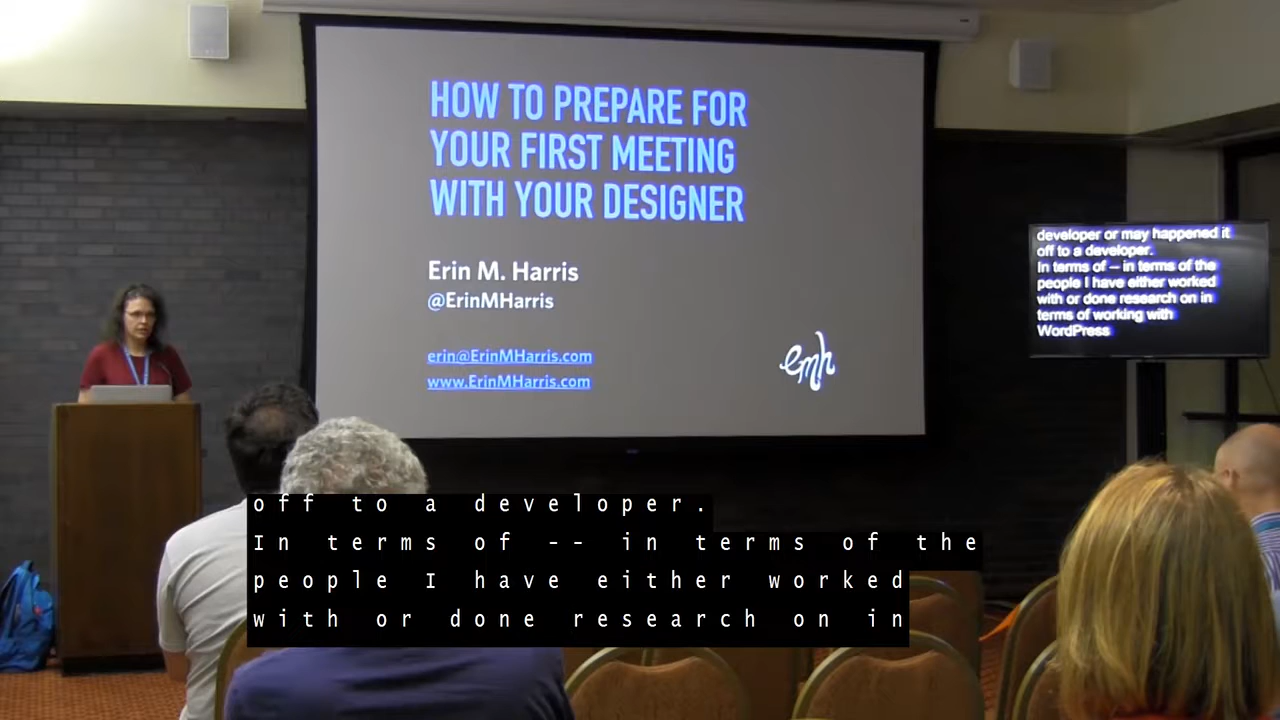 HOW TO PREPARE FOR
YOUR FIRST MEETING
WITH YOUR DESIGNER
Erin M. Harris
@ErinMHarris
erin@ErinMHarris.com
www.ErinMHarris.com
emh
developer or may happened it
off to a developer.
In terms of -- in terms of the
people I have either worked
with or done research on in
terms of working with
WordPress
off to a developer.
In terms of -- in terms of the
people I have either worked
with or done research on in